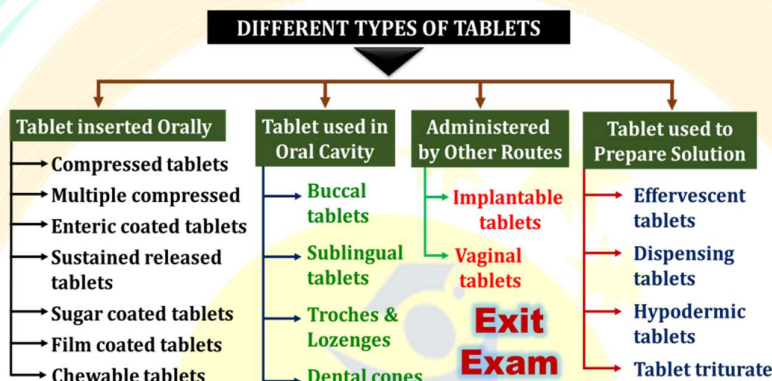 DIFFERENT TYPES OF TABLETS
Tablet inserted Orally
Compressed tablets
Multiple compressed
Enteric coated tablets
Sustained released
tablets
Sugar coated tablets
Film coated tablets
Chewable tablets
Tablet used in
Oral Cavity
Buccal
tablets
Sublingual
tablets
Troches &
Lozenges
Dental cones
Administered
by Other Routes
Implantable
tablets
Vaginal
tablets
Exit
Exam
Tablet used to
Prepare Solution
Effervescent
tablets
Dispensing
tablets
Hypodermic
tablets
Tablet triturate